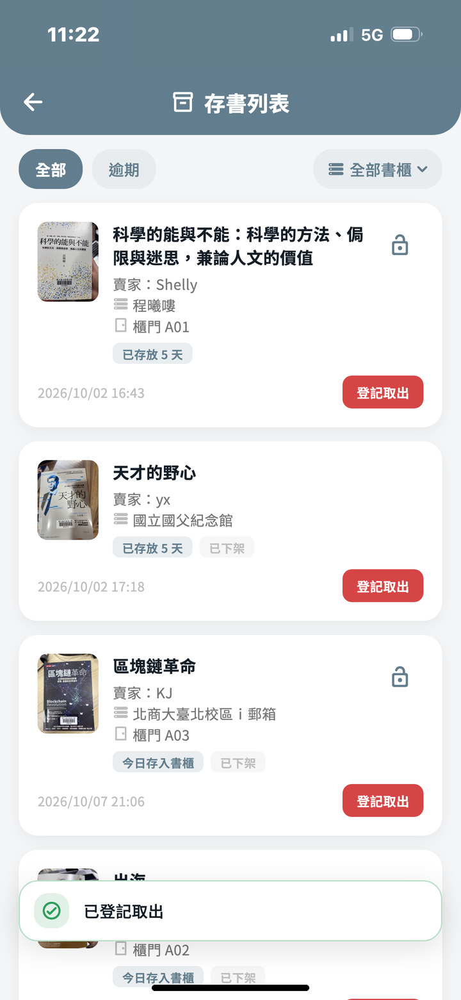 11:22
5G
存書列表
全部
逾期
全部書櫃
科學的能與不能
科學的能與不能：科學的方法、侷
限與迷思，兼論人文的價值
賣家：Shelly
程曦嘍
櫃門 A01
已存放 5 天
2026/10/02 16:43
登記取出
天才的
野心
天才的野心
賣家：yx
國立國父紀念館
已存放 5 天
已下架
2026/10/02 17:18
登記取出
區塊鏈革命
Blockchain
Revolution
區塊鏈革命
賣家：KJ
北商大臺北校區 i 郵箱
櫃門 A03
今日存入書櫃
已下架
2026/10/07 21:06
登記取出
出海
已登記取出
櫃門 A02
今日存入書櫃
已下架